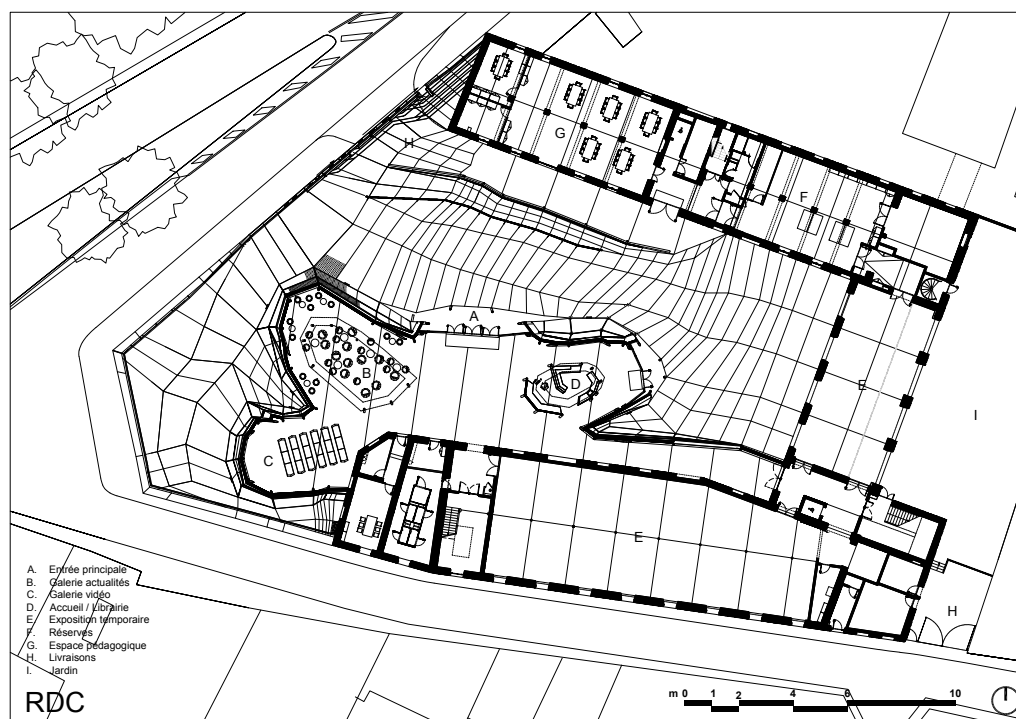 H
G
F
A
B
D
E
I
C
E
H
A. Entrée principale
B. Galerie actualités
C. Galerie vidéo
D. Accueil / Librairie
E. Exposition temporaire
F. Réserves
G. Espace pédagogique
H. Livraisons
I. Jardin
RDC
m 0 1 2 4 6 10